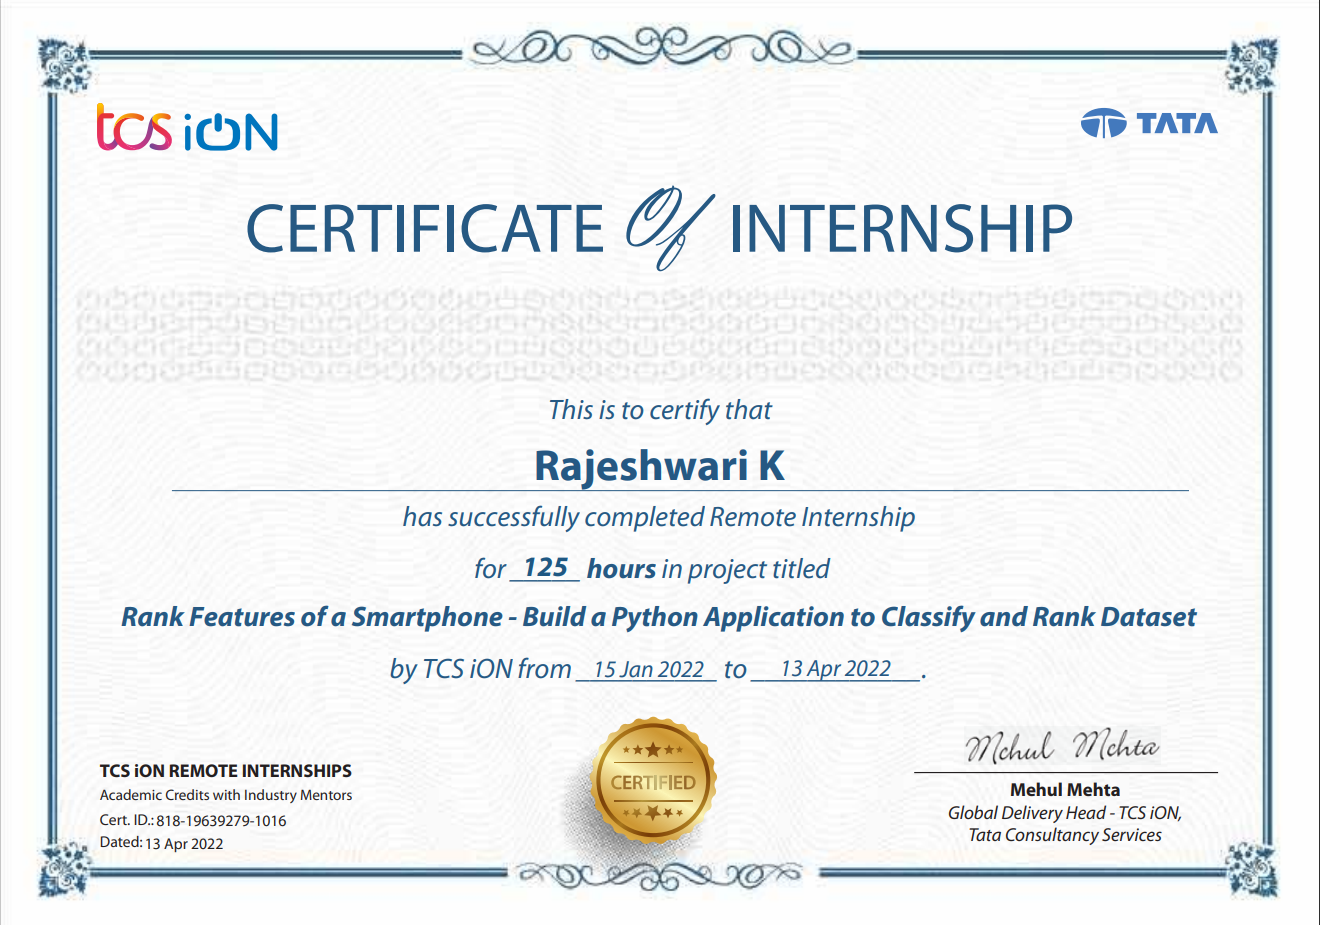 tcs iON
TATA
CERTIFICATE Of INTERNSHIP
This is to certify that
Rajeshwari K
has successfully completed Remote Internship
for 125 hours in project titled
Rank Features of a Smartphone - Build a Python Application to Classify and Rank Dataset
by TCS iON from 15 Jan 2022 to 13 Apr 2022.
CERTIFIED
TCS iON REMOTE INTERNSHIPS
Academic Credits with Industry Mentors
Cert. ID.: 818-19639279-1016
Dated: 13 Apr 2022
Mehul Mehta
Mehul Mehta
Global Delivery Head - TCS iON,
Tata Consultancy Services